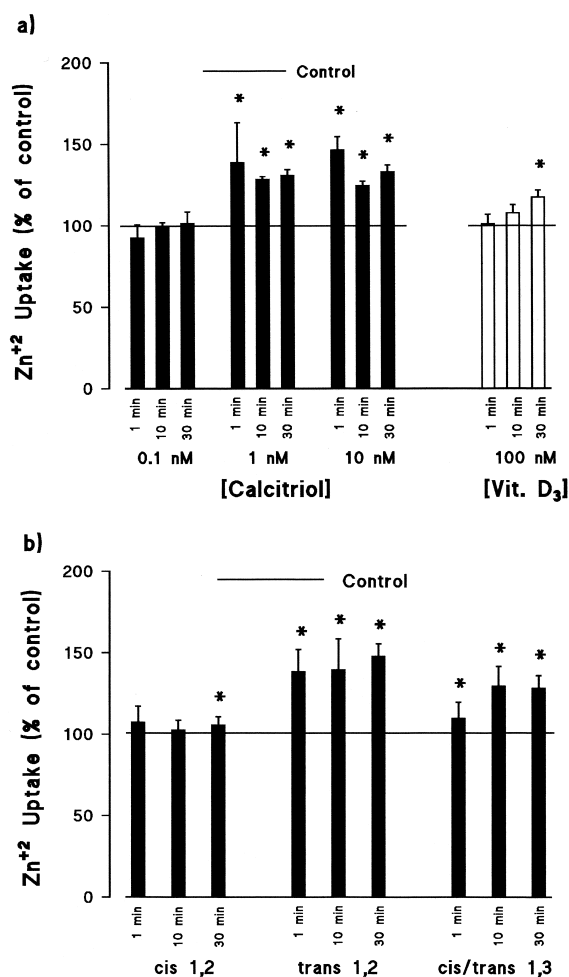 a)
Zn+2 Uptake (% of control)
200
150
100
50
0
Control
*
*
*
*
*
*
*
1 min
10 min
30 min
1 min
10 min
30 min
1 min
10 min
30 min
1 min
10 min
30 min
0.1 nM
1 nM
10 nM
100 nM
[Calcitriol]
[Vit. D3]
b)
Zn+2 Uptake (% of control)
200
150
100
50
0
Control
*
*
*
*
*
*
*
1 min
10 min
30 min
1 min
10 min
30 min
1 min
10 min
30 min
cis 1,2
trans 1,2
cis/trans 1,3